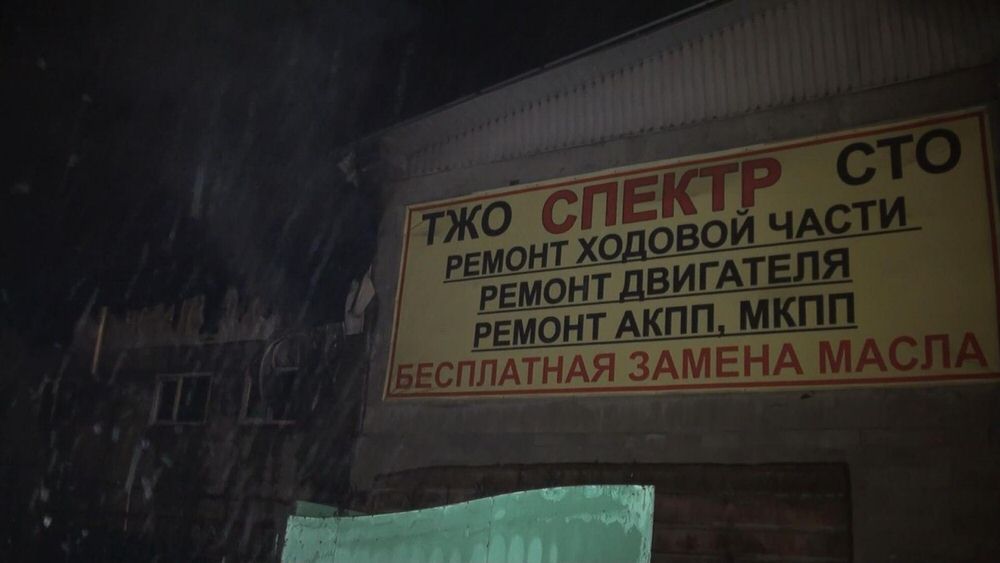 ТЖО СПЕКТР СТО
РЕМОНТ ХОДОВОЙ ЧАСТИ
РЕМОНТ ДВИГАТЕЛЯ
РЕМОНТ АКПП, МКПП
БЕСПЛАТНАЯ ЗАМЕНА МАСЛА